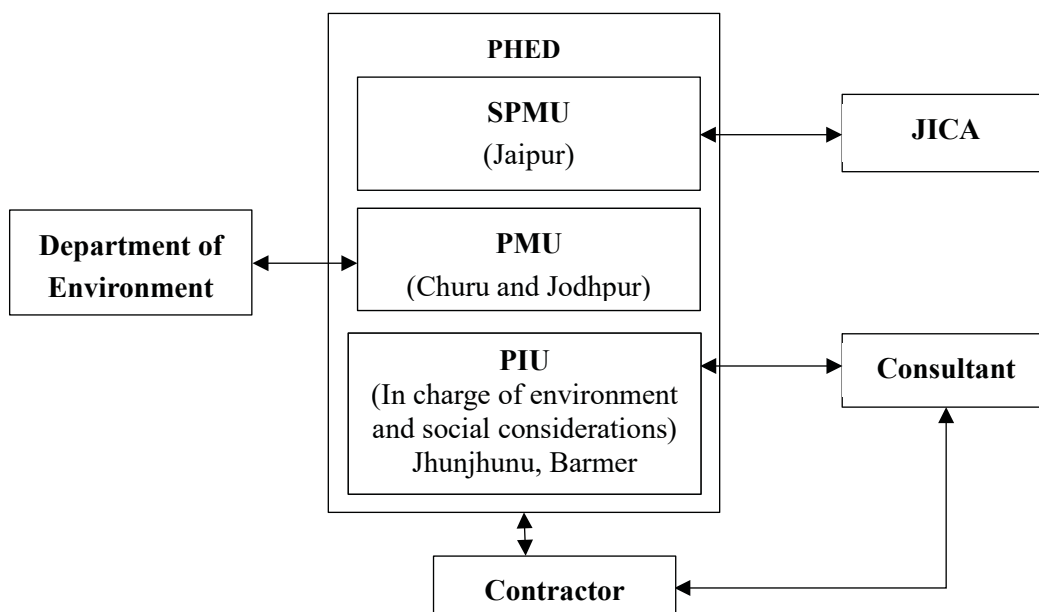 PHED
SPMU
(Jaipur)
JICA
Department of
Environment
PMU
(Churu and Jodhpur)
PIU
(In charge of environment
and social considerations)
Jhunjhunu, Barmer
Consultant
Contractor